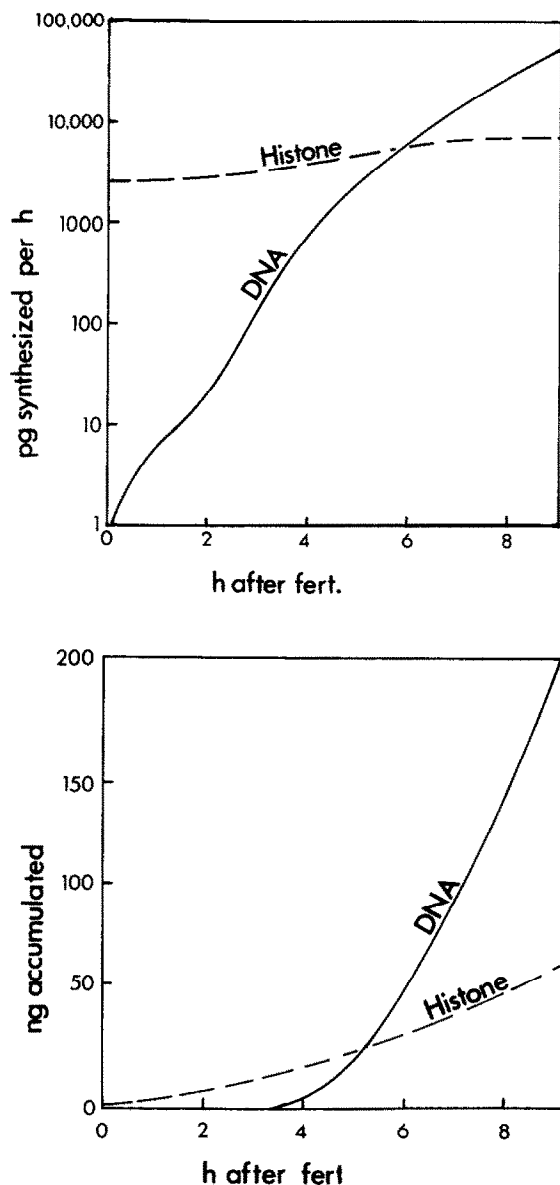 100,000
10,000
1000
100
10
1
pg synthesized per h
Histone
DNA
0 2 4 6 8
h after fert.
200
150
100
50
0
ng accumulated
DNA
Histone
0 2 4 6 8
h after fert